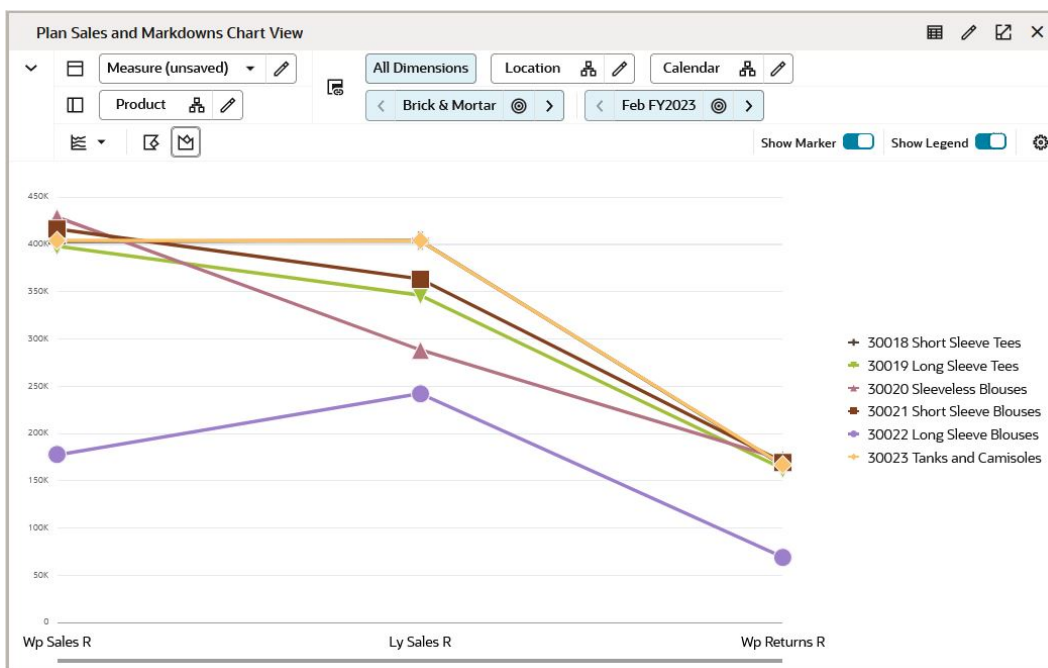 Plan Sales and Markdowns Chart View
Measure (unsaved)
All Dimensions
Location
Calendar
Product
Brick & Mortar
Feb FY2023
Show Marker
Show Legend
450K
400K
350K
300K
250K
200K
150K
100K
50K
0
Wp Sales R
Ly Sales R
Wp Returns R
30018 Short Sleeve Tees
30019 Long Sleeve Tees
30020 Sleeveless Blouses
30021 Short Sleeve Blouses
30022 Long Sleeve Blouses
30023 Tanks and Camisoles